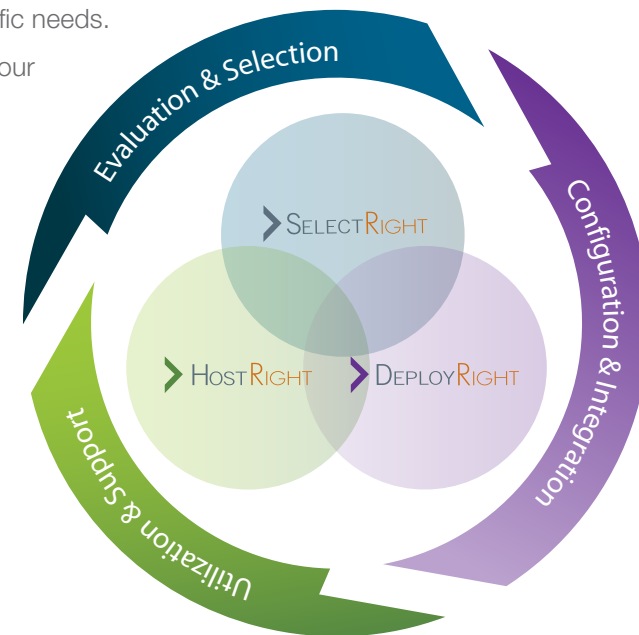 fic needs.
our
Evaluation & Selection
Configuration & Integration
Utilization & Support
SelectRight
HostRight
DeployRight